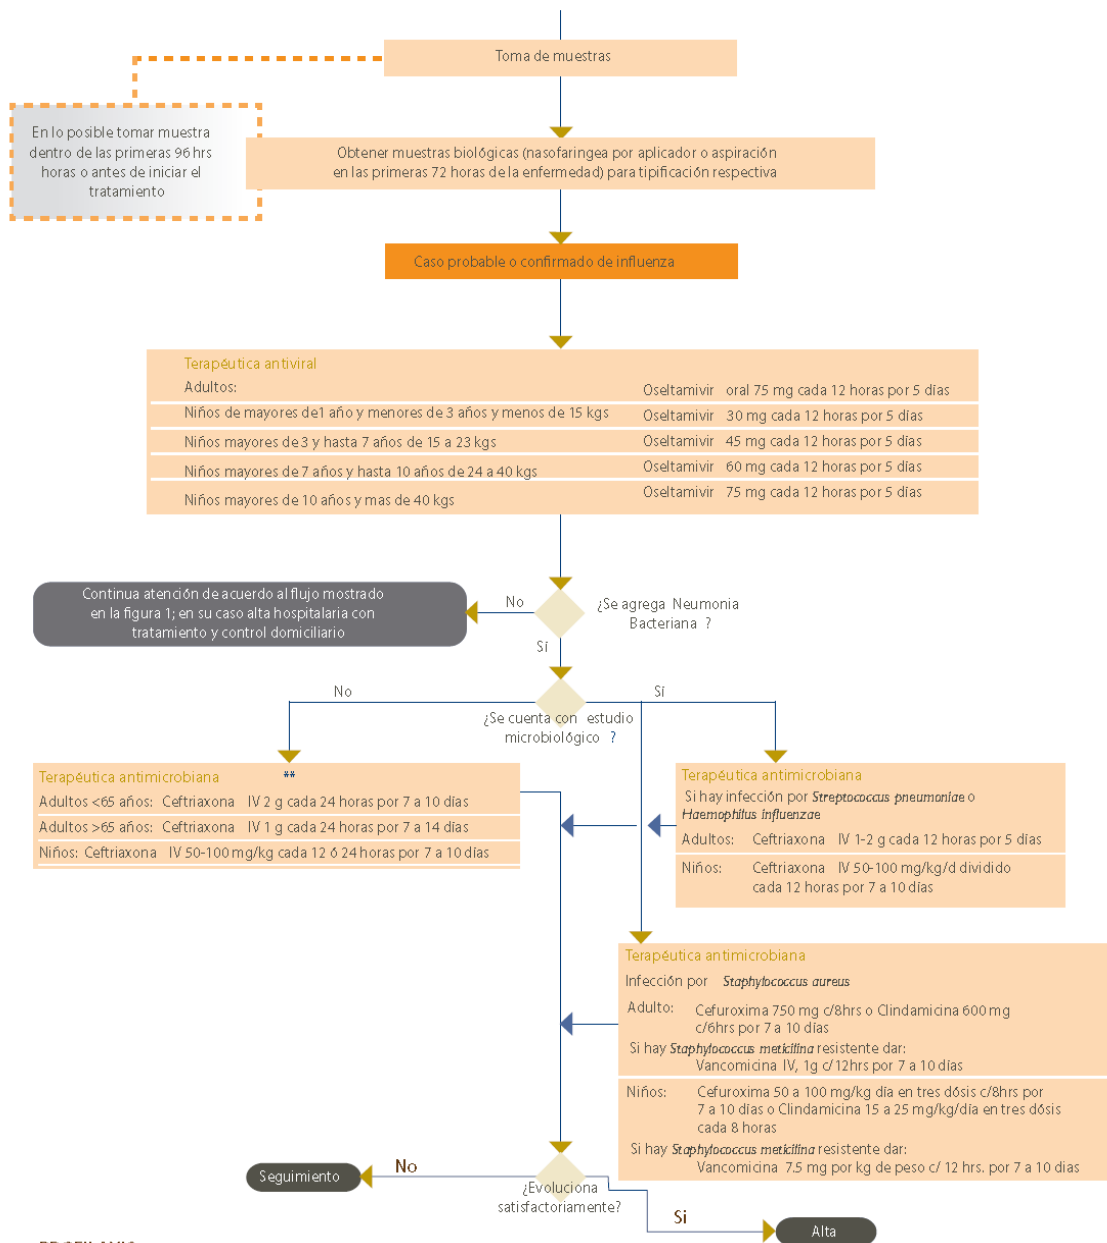 Toma de muestras
En lo posible tomar muestra
dentro de las primeras 96 hrs
horas o antes de iniciar el
tratamiento
Obtener muestras biológicas (nasofaringea por aplicador o aspiración
en las primeras 72 horas de la enfermedad) para tipificación respectiva
Caso probable o confirmado de influenza
Terapéutica antiviral
Adultos:
Oseltamivir oral 75 mg cada 12 horas por 5 días
Niños de mayores de1 año y menores de 3 años y menos de 15 kgs
Oseltamivir 30 mg cada 12 horas por 5 días
Niños mayores de 3 y hasta 7 años de 15 a 23 kgs
Oseltamivir 45 mg cada 12 horas por 5 días
Niños mayores de 7 años y hasta 10 años de 24 a 40 kgs
Oseltamivir 60 mg cada 12 horas por 5 días
Niños mayores de 10 años y mas de 40 kgs
Oseltamivir 75 mg cada 12 horas por 5 días
Continua atención de acuerdo al flujo mostrado
en la figura 1; en su caso alta hospitalaria con
tratamiento y control domiciliario
No
¿Se agrega Neumonia
Bacteriana ?
Sí
No
Sí
¿Se cuenta con estudio
microbiológico ?
Terapéutica antimicrobiana **
Adultos <65 años: Ceftriaxona IV 2 g cada 24 horas por 7 a 10 días
Adultos >65 años: Ceftriaxona IV 1 g cada 24 horas por 7 a 14 días
Niños: Ceftriaxona IV 50-100 mg/kg cada 12 ó 24 horas por 7 a 10 días
Terapéutica antimicrobiana
Si hay infección por Streptococcus pneumoniae o
Haemophilus influenzae
Adultos: Ceftriaxona IV 1-2 g cada 12 horas por 5 días
Niños: Ceftriaxona IV 50-100 mg/kg/d dividido
cada 12 horas por 7 a 10 días
Terapéutica antimicrobiana
Infección por Staphylococcus aureus
Adulto: Cefuroxima 750 mg c/8hrs o Clindamicina 600 mg
c/6hrs por 7 a 10 días
Si hay Staphylococcus meticilina resistente dar:
Vancomicina IV, 1g c/12hrs por 7 a 10 días
Niños: Cefuroxima 50 a 100 mg/kg día en tres dósis c/8hrs por
7 a 10 días o Clindamicina 15 a 25 mg/kg/día en tres dósis
cada 8 horas
Si hay Staphylococcus meticilina resistente dar:
Vancomicina 7.5 mg por kg de peso c/ 12 hrs. por 7 a 10 días
Seguimiento
No
¿Evoluciona
satisfactoriamente?
Si
Alta